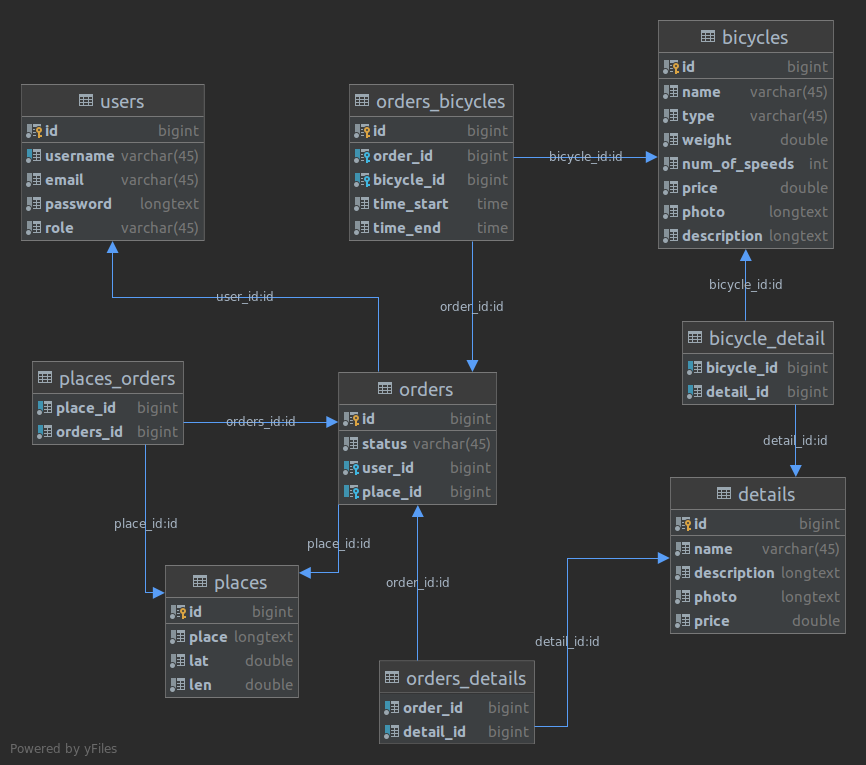 users
id bigint
username varchar(45)
email varchar(45)
password longtext
role varchar(45)
orders_bicycles
id bigint
order_id bigint
bicycle_id bigint
time_start time
time_end time
bicycles
id bigint
name varchar(45)
type varchar(45)
weight double
num_of_speeds int
price double
photo longtext
description longtext
bicycle_id:id
user_id:id
order_id:id
bicycle_id:id
bicycle_detail
bicycle_id bigint
detail_id bigint
places_orders
place_id bigint
orders_id bigint
orders_id:id
orders
id bigint
status varchar(45)
user_id bigint
place_id bigint
detail_id:id
details
id bigint
name varchar(45)
description longtext
photo longtext
price double
place_id:id
place_id:id
places
id bigint
place longtext
lat double
len double
order_id:id
detail_id:id
orders_details
order_id bigint
detail_id bigint
Powered by yFiles